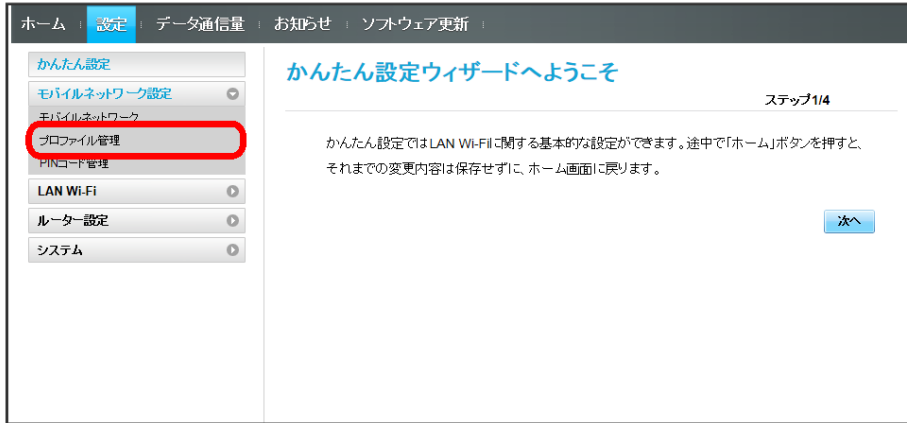 ホーム 設定 データ通信量 お知らせ ソフトウェア更新
かんたん設定
モバイルネットワーク設定
モバイルネットワーク
プロファイル管理
PINコード管理
LAN Wi-Fi
ルーター設定
システム
かんたん設定ウィザードへようこそ
ステップ1/4
かんたん設定ではLAN Wi-Fiに関する基本的な設定ができます。途中で「ホーム」ボタンを押すと、
それまでの変更内容は保存せずに、ホーム画面に戻ります。
次へ